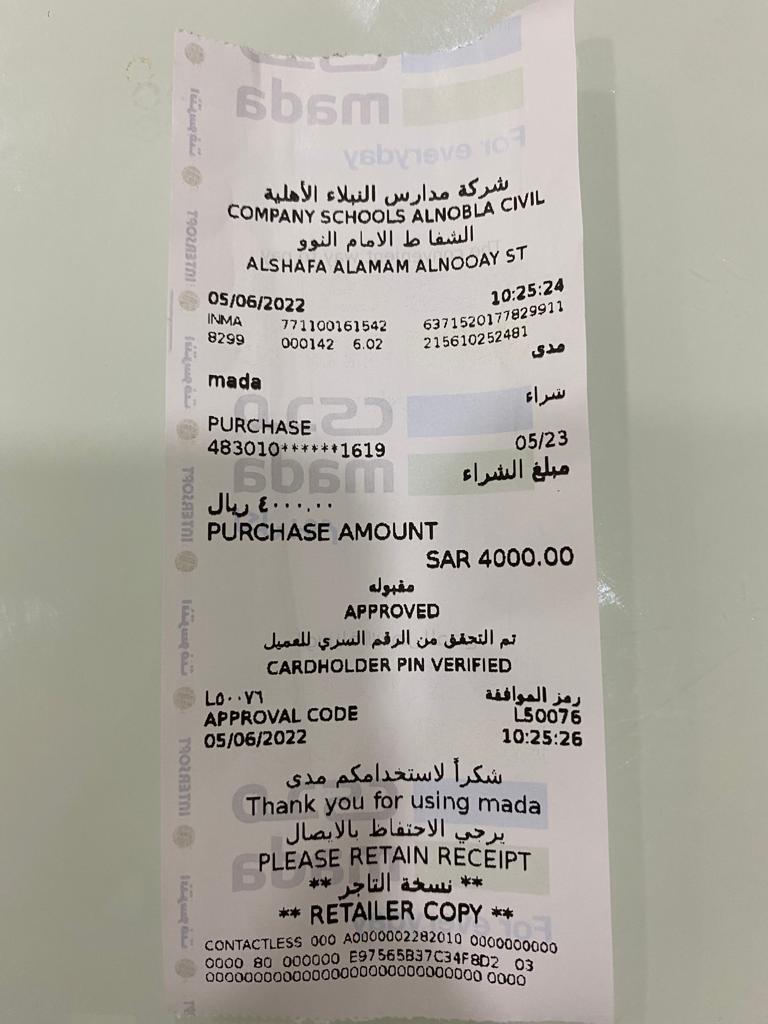 شركة مدارس النبلاء الأهلية
COMPANY SCHOOLS ALNOBLA CIVIL
الشفا ط الامام النوو
ALSHAFA ALAMAM ALNOOAY ST
05/06/2022 10:25:24
INMA 771100161542 6371520177829911
8299 000142 6.02 215610252481
مدى
mada
شراء
PURCHASE
483010******1619 05/23
مبلغ الشراء
٤٠٠٠,٠٠ ريال
PURCHASE AMOUNT
SAR 4000.00
مقبوله
APPROVED
تم التحقق من الرقم السري للعميل
CARDHOLDER PIN VERIFIED
L٥٠٠٧٦ رمز الموافقة
APPROVAL CODE L50076
05/06/2022 10:25:26
شكراً لاستخدامكم مدى
Thank you for using mada
يرجي الاحتفاظ بالايصال
PLEASE RETAIN RECEIPT
** نسخة التاجر **
** RETAILER COPY **
CONTACTLESS 000 A0000002282010 0000000000
0000 80 000000 E97565B37C34F8D2 03
0000000000000000000000000000000 0000